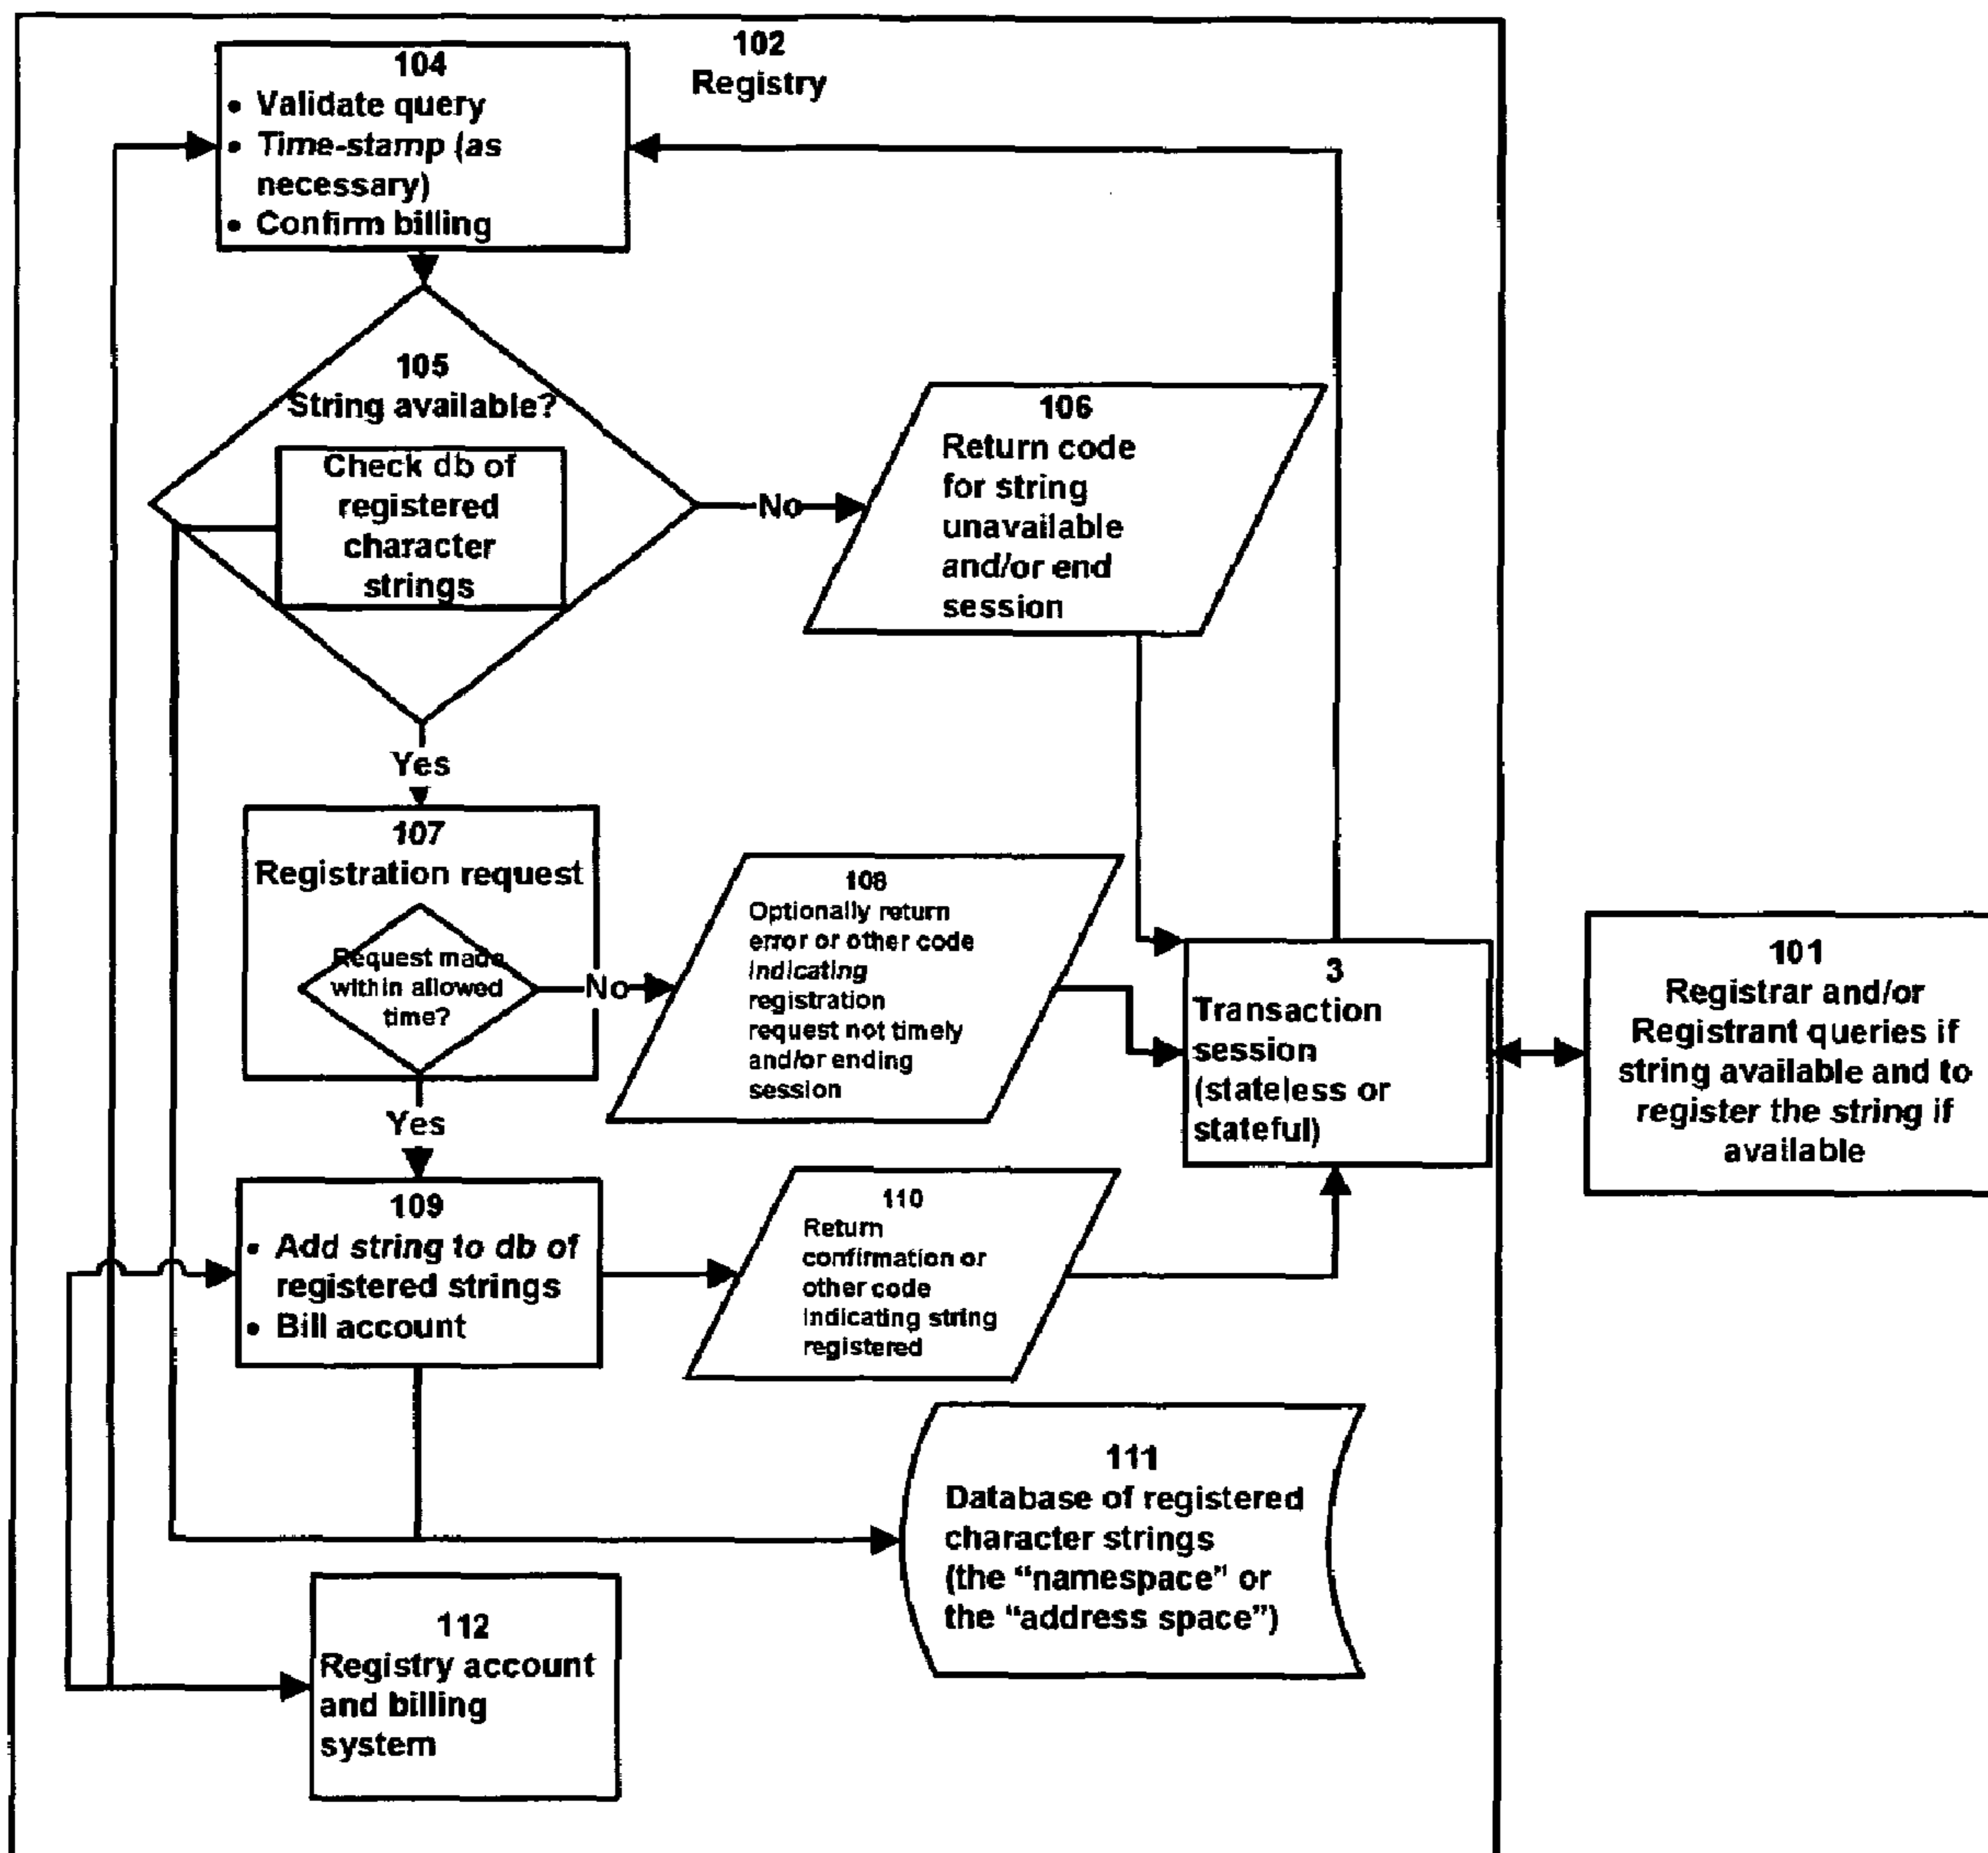 102
Registry
104
• Validate query
• Time-stamp (as
necessary)
• Confirm billing
105
String available?
Check db of
registered
character
strings
No
106
Return code
for string
unavailable
and/or end
session
Yes
107
Registration request
Request made
within allowed
time?
No
108
Optionally return
error or other code
indicating
registration
request not timely
and/or ending
session
3
Transaction
session
(stateless or
stateful)
101
Registrar and/or
Registrant queries if
string available and to
register the string if
available
Yes
109
• Add string to db of
registered strings
• Bill account
110
Return
confirmation or
other code
indicating string
registered
111
Database of registered
character strings
(the “namespace” or
the “address space”)
112
Registry account
and billing
system